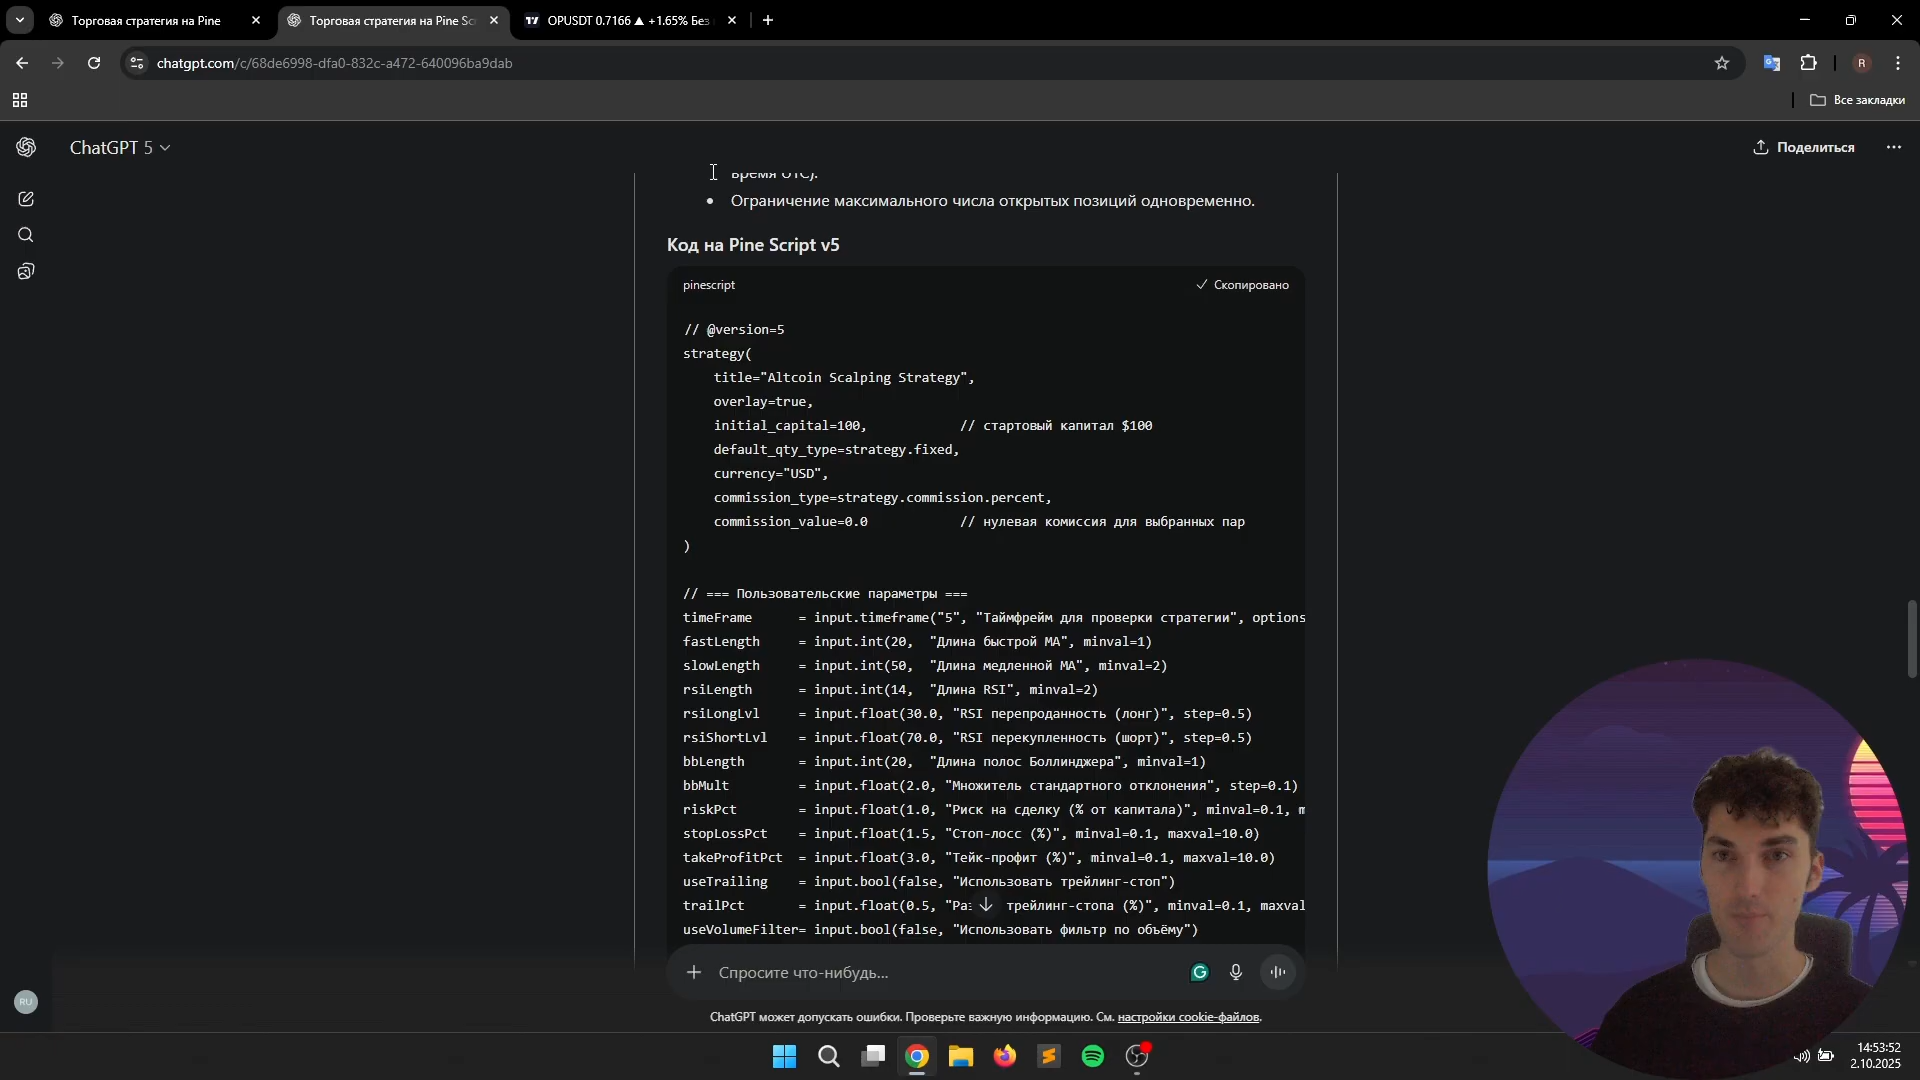 Торговая стратегия на Pine
Торговая стратегия на Pine Sc
OPUSDT 0.7166 ▲ +1.65% Без
chatgpt.com/c/68de6998-dfa0-832c-a472-640096ba9dab
R
Все закладки
ChatGPT 5
Поделиться
время UTC).
• Ограничение максимального числа открытых позиций одновременно.
Код на Pine Script v5
pinescript
Скопировано
// @version=5
strategy(
title="Altcoin Scalping Strategy",
overlay=true,
initial_capital=100, // стартовый капитал $100
default_qty_type=strategy.fixed,
currency="USD",
commission_type=strategy.commission.percent,
commission_value=0.0 // нулевая комиссия для выбранных пар
)
// === Пользовательские параметры ===
timeFrame = input.timeframe("5", "Таймфрейм для проверки стратегии", options
fastLength = input.int(20, "Длина быстрой MA", minval=1)
slowLength = input.int(50, "Длина медленной MA", minval=2)
rsiLength = input.int(14, "Длина RSI", minval=2)
rsiLongLvl = input.float(30.0, "RSI перепроданность (лонг)", step=0.5)
rsiShortLvl = input.float(70.0, "RSI перекупленность (шорт)", step=0.5)
bbLength = input.int(20, "Длина полос Боллинджера", minval=1)
bbMult = input.float(2.0, "Множитель стандартного отклонения", step=0.1)
riskPct = input.float(1.0, "Риск на сделку (% от капитала)", minval=0.1, m
stopLossPct = input.float(1.5, "Стоп-лосс (%)", minval=0.1, maxval=10.0)
takeProfitPct = input.float(3.0, "Тейк-профит (%)", minval=0.1, maxval=10.0)
useTrailing = input.bool(false, "Использовать трейлинг-стоп")
trailPct = input.float(0.5, "Раз трейлинг-стопа (%)", minval=0.1, maxval
useVolumeFilter= input.bool(false, "Использовать фильтр по объёму")
Спросите что-нибудь...
RU
ChatGPT может допускать ошибки. Проверьте важную информацию. См. настройки cookie-файлов.
14:53:52
2.10.2025